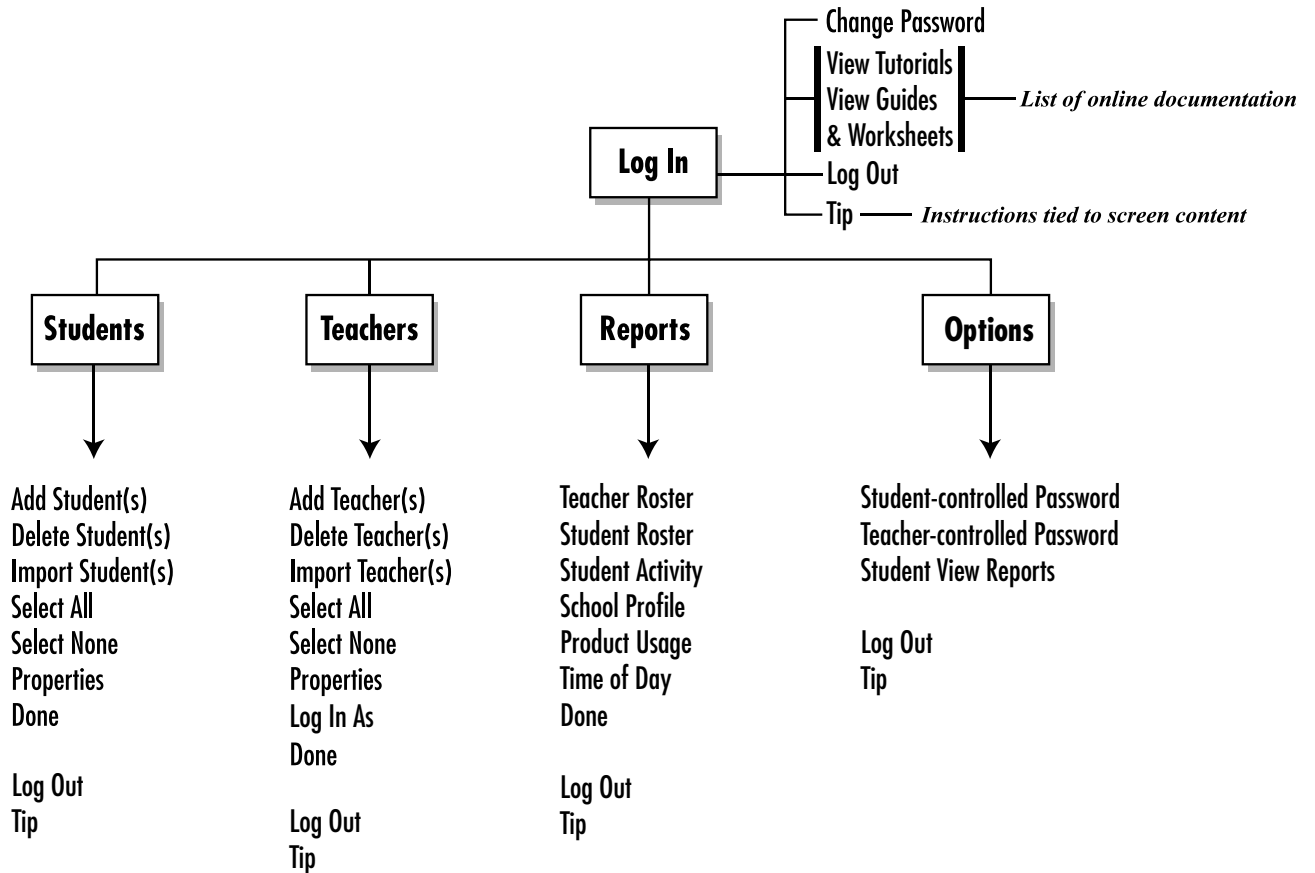 Change Password
View Tutorials
View Guides
& Worksheets
List of online documentation
Log In
Log Out
Tip
Instructions tied to screen content
Students
Teachers
Reports
Options
Add Student(s)
Delete Student(s)
Import Student(s)
Select All
Select None
Properties
Done
Log Out
Tip
Add Teacher(s)
Delete Teacher(s)
Import Teacher(s)
Select All
Select None
Properties
Log In As
Done
Log Out
Tip
Teacher Roster
Student Roster
Student Activity
School Profile
Product Usage
Time of Day
Done
Log Out
Tip
Student-controlled Password
Teacher-controlled Password
Student View Reports
Log Out
Tip